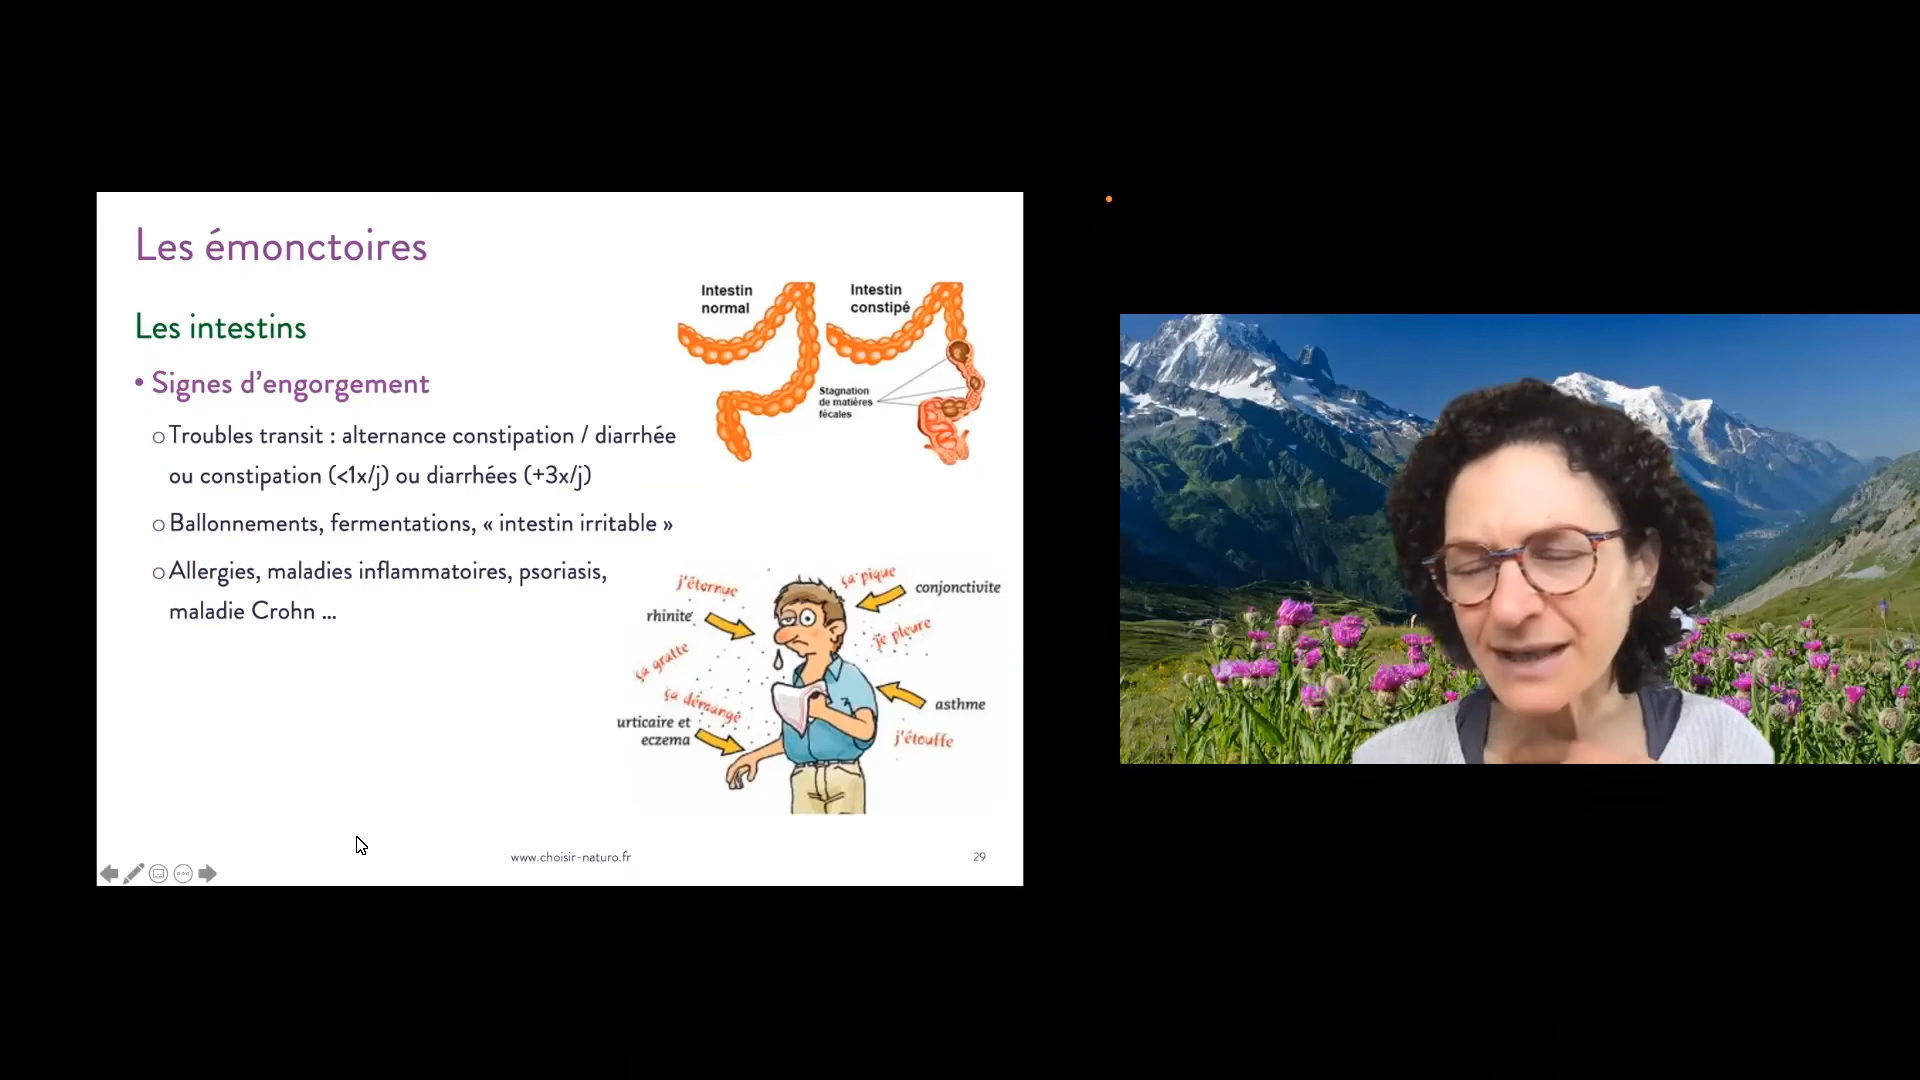 Les émonctoires
Les intestins
• Signes d’engorgement
o Troubles transit : alternance constipation / diarrhée
ou constipation (<1x/j) ou diarrhées (+3x/j)
o Ballonnements, fermentations, « intestin irritable »
o Allergies, maladies inflammatoires, psoriasis,
maladie Crohn ...
Intestin
normal
Intestin
constipé
Stagnation
de matières
fécales
j'éternue
ça pique
conjonctivite
rhinite
je pleure
ça gratte
ça démange
asthme
urticaire et
eczema
j'étouffe
www.choisir-naturo.fr
29